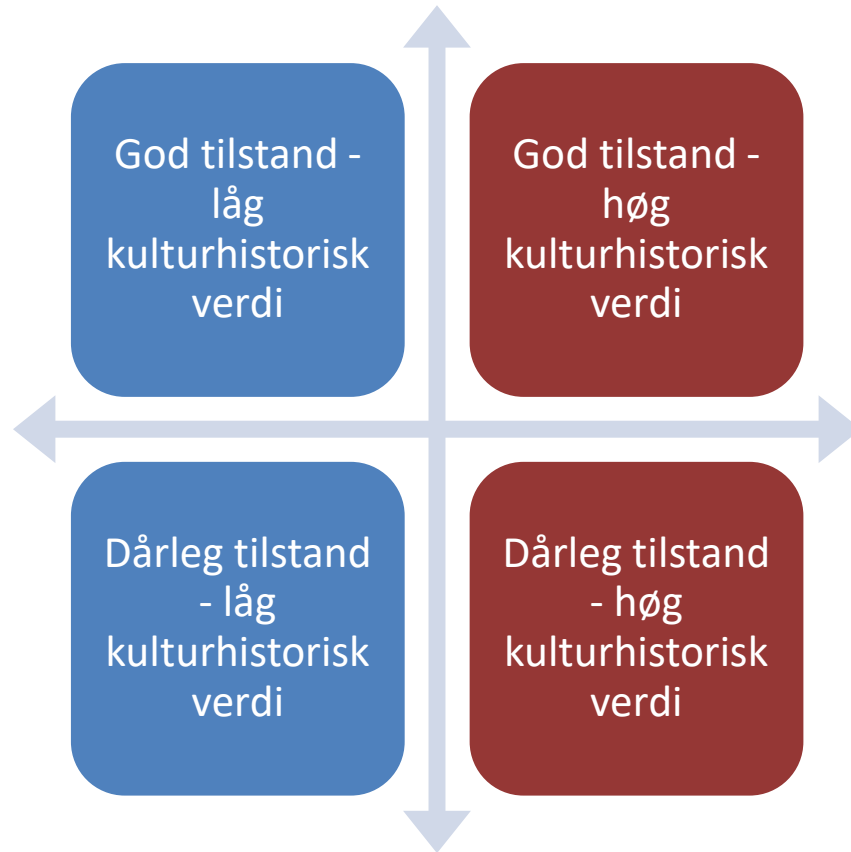 God tilstand -
låg
kulturhistorisk
verdi
God tilstand -
høg
kulturhistorisk
verdi
Dårleg tilstand
- låg
kulturhistorisk
verdi
Dårleg tilstand
- høg
kulturhistorisk
verdi